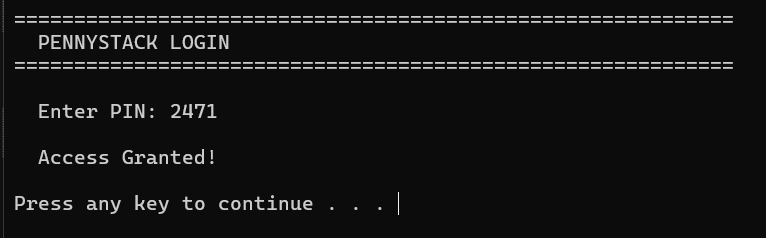 ============================================================
PENNYSTACK LOGIN
============================================================
Enter PIN: 2471
Access Granted!
Press any key to continue . . .